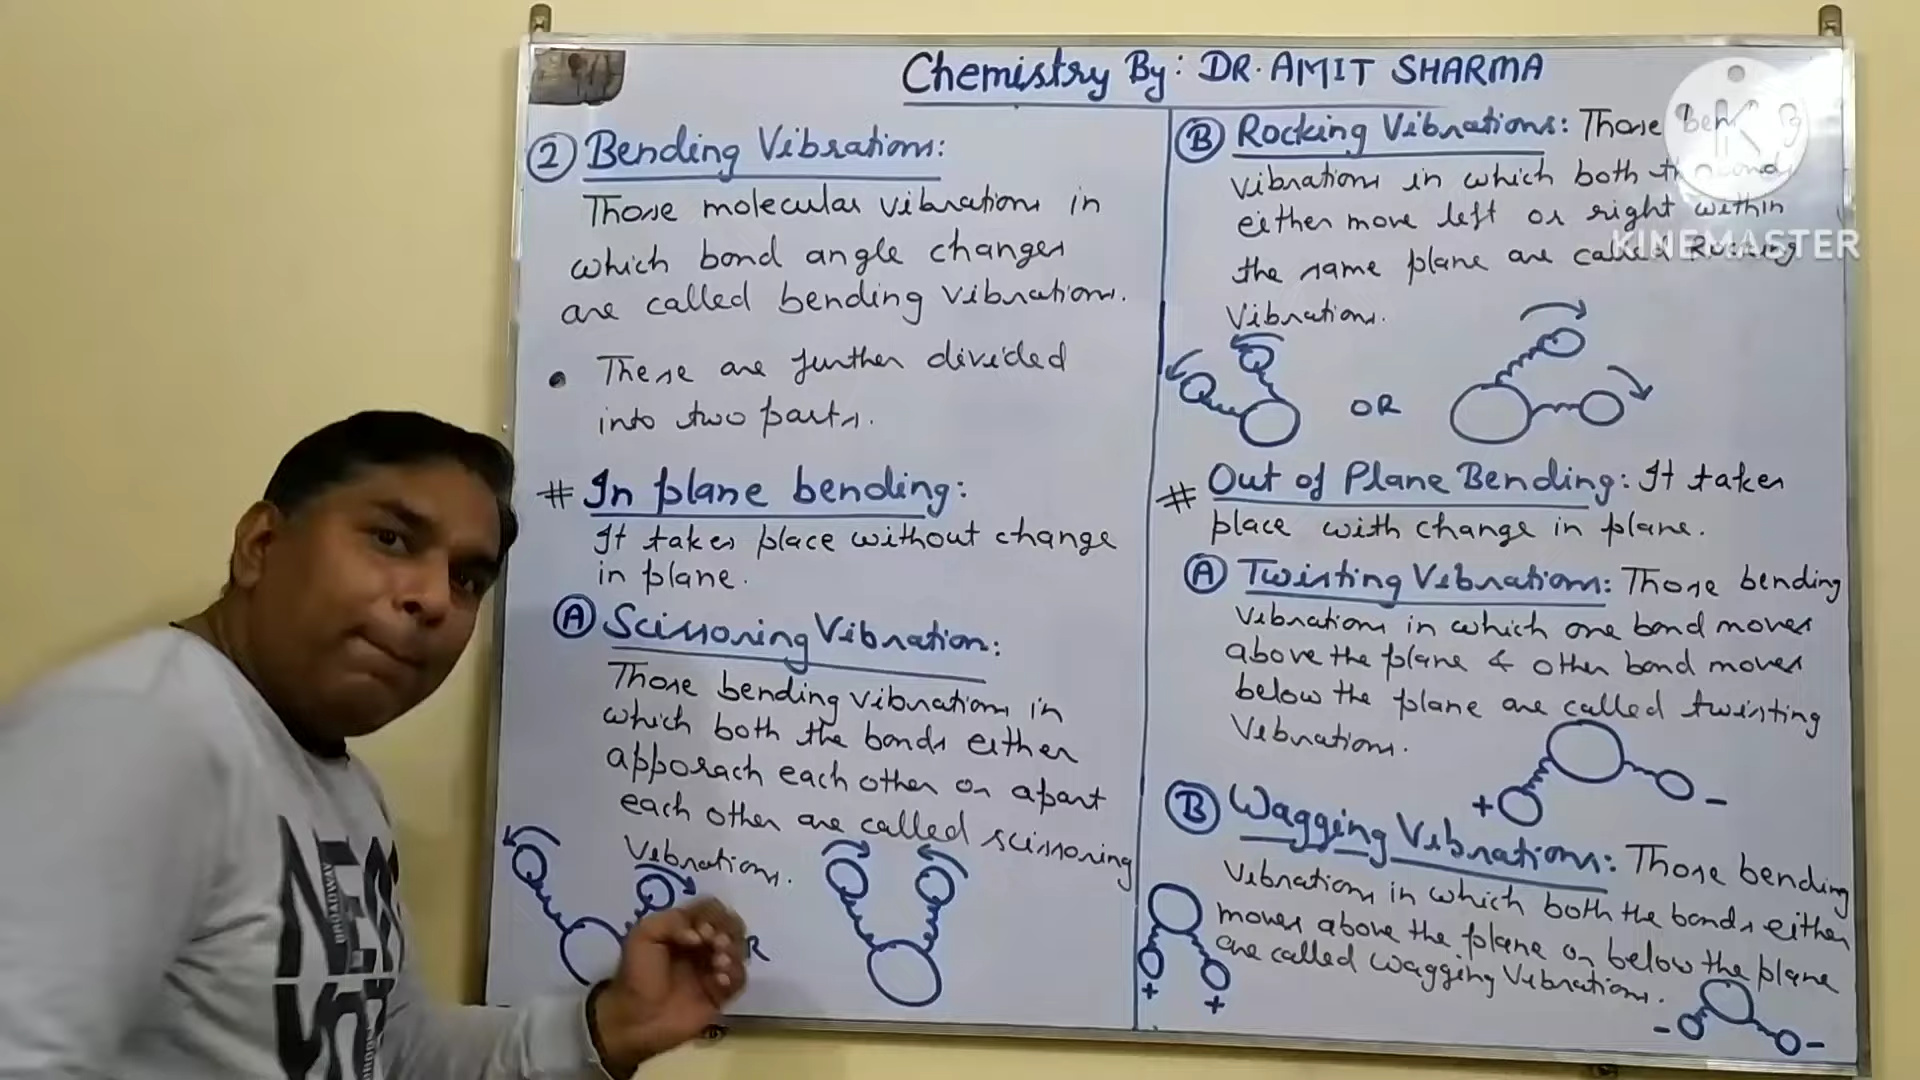 Chemistry By: DR. AMIT SHARMA
② Bending Vibrations:
Those molecular vibrations in
which bond angle changes
are called bending vibrations.
• These are further divided
into two parts.
# In plane bending:
It takes place without change
in plane.
Ⓐ Scissoring Vibration:
Those bending vibrations in
which both the bonds either
apporach each other or apart
each other are called scissoring
Vibrations.
Ⓑ Rocking Vibrations: Those
vibrations in which both the bonds
either move left or right within
the same plane are called Rocking
Vibrations.
OR
# Out of Plane Bending: It takes
place with change in plane.
Ⓐ Twisting Vibrations: Those bending
Vibrations in which one bond moves
above the plane & other bond moves
below the plane are called twisting
Vibrations.
+ -
Ⓑ Wagging Vibrations: Those bending
Vibrations in which both the bonds either
moves above the plane or below the plane
are called Wagging Vibrations.
+ +
- -
K
KINEMASTER
NEW
BROADWAY